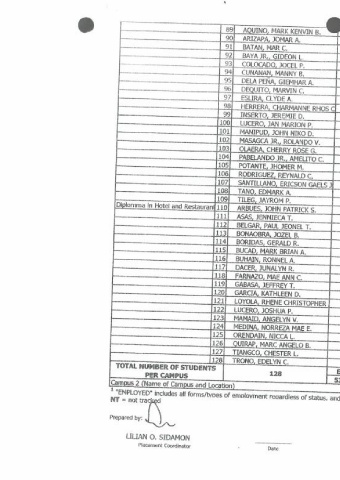 89 AQUINO, MARK KENVIN B.
90 ARIZAPA, JOMAR A.
91 BATAN, MAR C.
92 BAYA JR., GIDEON L.
93 COLOCADO, JOCEL P.
94 CUNANAN, MANNY B.
95 DELA PEÑA, GIEMHAR A.
96 DEQUITO, MARVIN C.
97 ESLIRA, CLYDE A.
98 HERRERA, CHARMANNE RHOS C
99 INSERTO, JEREMIE D.
100 LUCERO, JAN MARION P.
101 MANIPUD, JOHN NIKO D.
102 MASAGCA JR., ROLANDO V.
103 OLAERA, CHERRY ROSE G.
104 PABELANDO JR., AMELITO C.
105 POTANTE, JHOMER M.
106 RODRIGUEZ, REYNALD C.
107 SANTILLANO, ERICSON GAELS J
108 TANO, EDMARK A.
109 TILEG, JAYROM P.
Diploma in Hotel and Restaurant 110 ARBUES, JOHN PATRICK S.
111 ASAS, JENNIECA T.
112 BELGAR, PAUL JEONEL T.
113 BONAOBRA, JOZEL B.
114 BORIDAS, GERALD R.
115 BUCAD, MARK BRIAN A.
116 BUHAIN, RONNEL A.
117 DACER, JUNALYN R.
118 FARNAZO, MAE ANN C.
119 GABASA, JEFFREY T.
120 GARCIA, KATHLEEN D.
121 LOYOLA, RHENE CHRISTOPHER
122 LUCERO, JOSHUA P.
123 MAMAID, ANGELYN V.
124 MEDINA, NORREZA MAE E.
125 ORENDAIN, NICCA L.
126 QUIRAP, MARC ANGELO B.
127 TJANGCO, CHESTER L.
128 TRONO, EDELYN C.
TOTAL NUMBER OF STUDENTS
PER CAMPUS 128
Campus 2 (Name of Campus and Location)
1 "EMPLOYED" includes all forms/types of employment regardless of status, and
NT = not tracked
Prepared by:
LILIAN O. SIDAMON
Placement Coordinator
Date